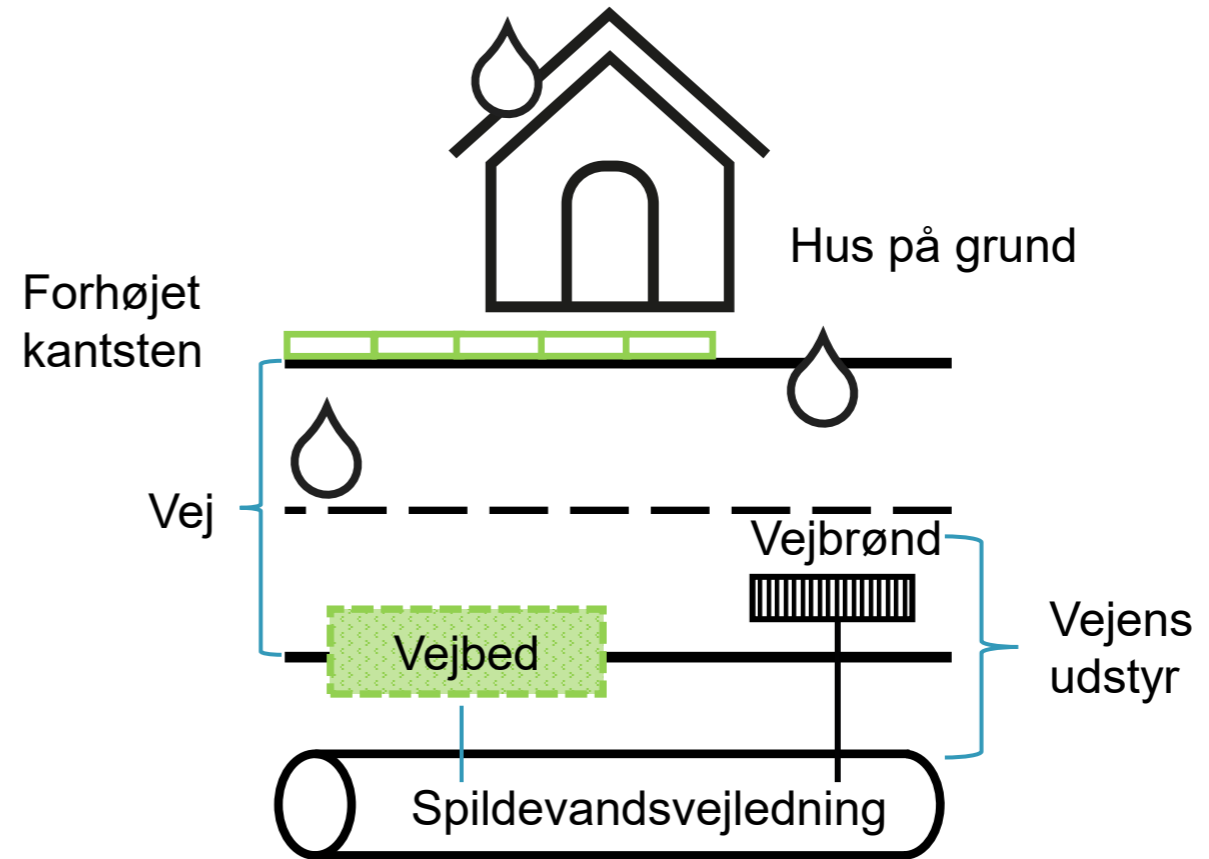 Hus på grund
Forhøjet
kantsten
Vej
Vejbrønd
Vejbed
Vejens
udstyr
Spildevandsvejledning